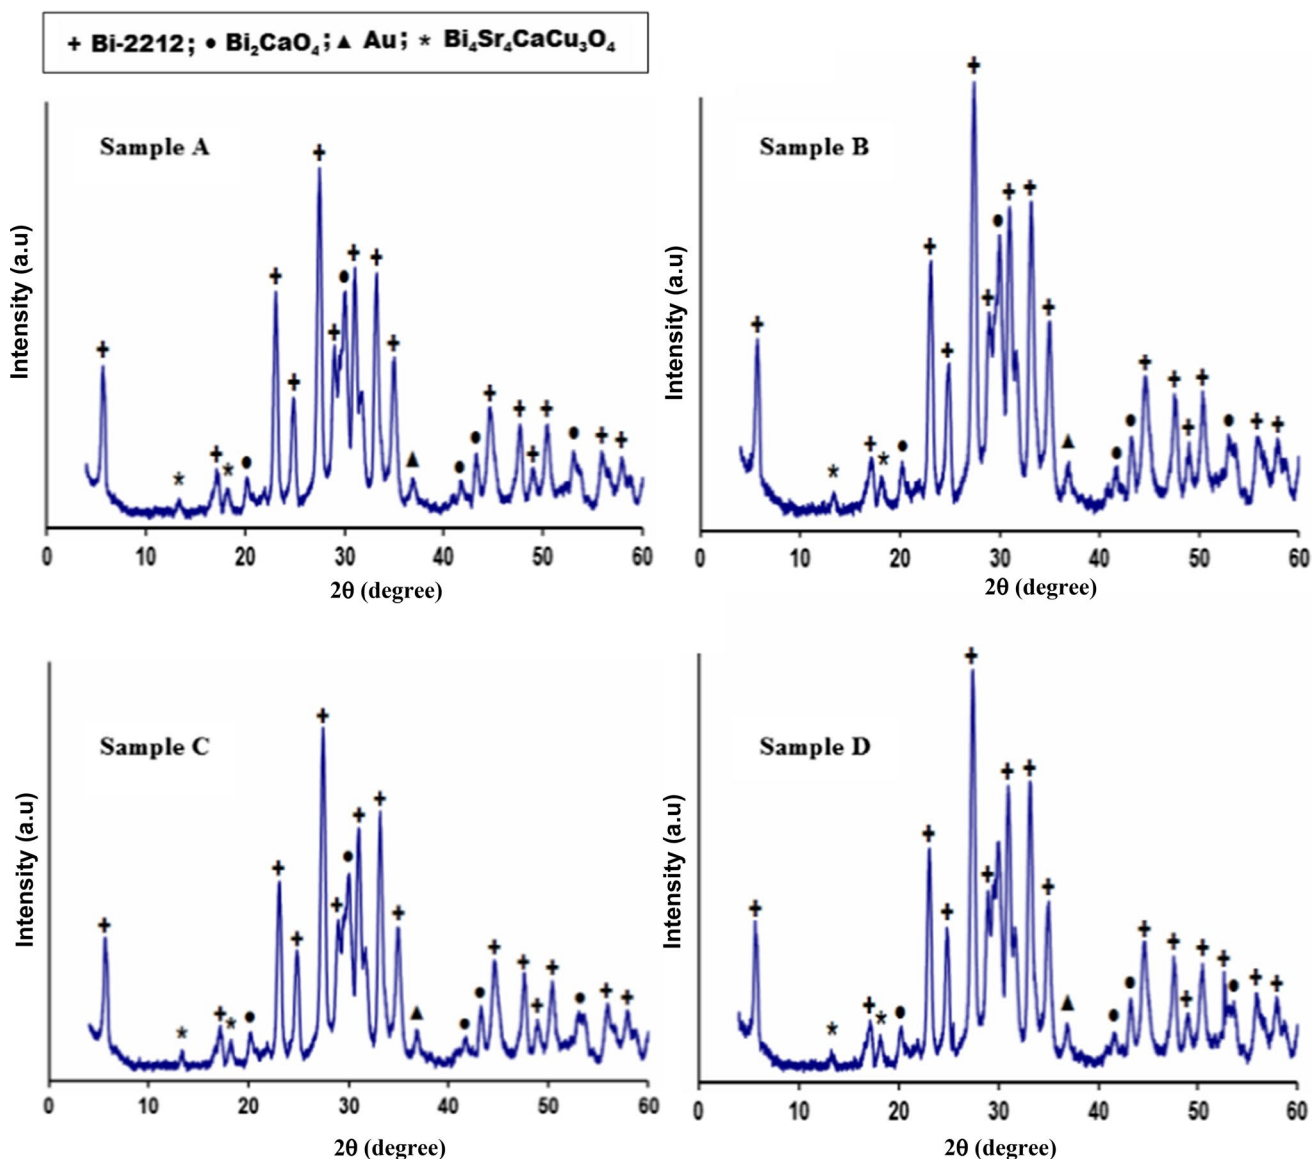 + Bi-2212; • Bi₂CaO₄; ▲ Au; * Bi₄Sr₄CaCu₃O₄
Sample A
Intensity (a.u)
0 10 20 30 40 50 60
2θ (degree)
Sample B
Intensity (a.u)
0 10 20 30 40 50 60
2θ (degree)
Sample C
Intensity (a.u)
0 10 20 30 40 50 60
2θ (degree)
Sample D
Intensity (a.u)
0 10 20 30 40 50 60
2θ (degree)